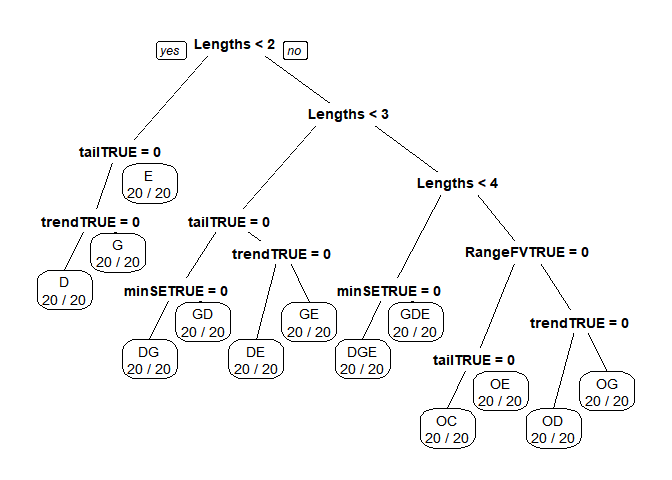 yes
Lengths < 2
no
Lengths < 3
tailTRUE = 0
E
20 / 20
Lengths < 4
trendTRUE = 0
G
20 / 20
tailTRUE = 0
trendTRUE = 0
RangeFVTRUE = 0
D
20 / 20
minSETRUE = 0
GD
20 / 20
GE
20 / 20
minSETRUE = 0
GDE
20 / 20
trendTRUE = 0
DG
20 / 20
DE
20 / 20
DGE
20 / 20
tailTRUE = 0
OE
20 / 20
OG
20 / 20
OC
20 / 20
OD
20 / 20